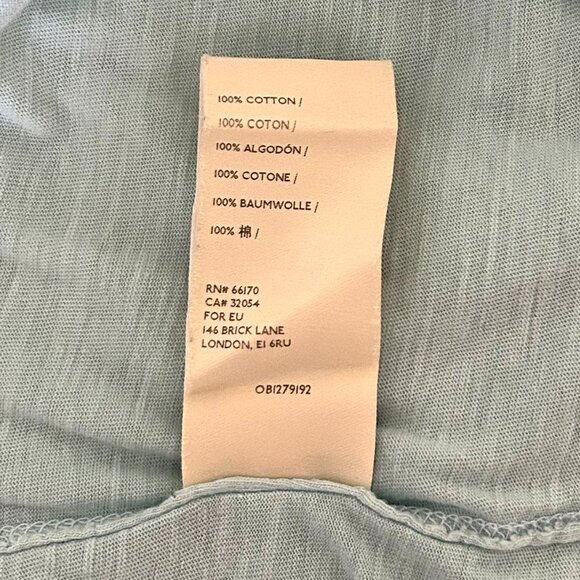 100% COTTON /
100% COTON /
100% ALGODÓN /
100% COTONE /
100% BAUMWOLLE /
100% 棉 /
RN# 66170
CA# 32054
FOR EU
146 BRICK LANE
LONDON, E1 6RU
OB1279192